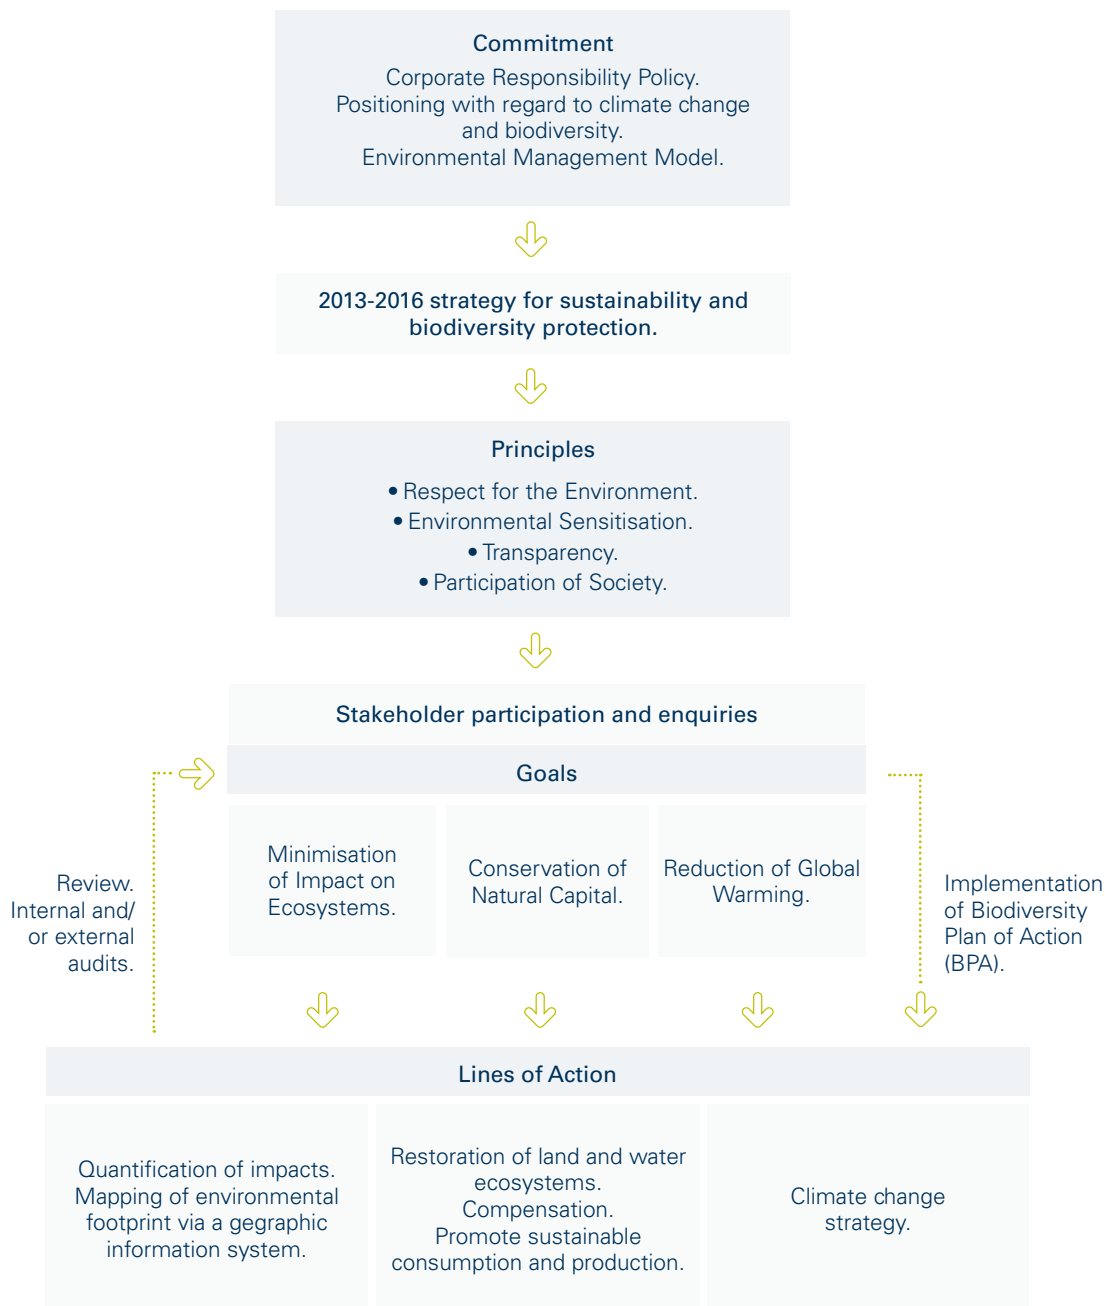 Commitment
Corporate Responsibility Policy.
Positioning with regard to climate change
and biodiversity.
Environmental Management Model.
2013-2016 strategy for sustainability and
biodiversity protection.
Principles
• Respect for the Environment.
• Environmental Sensitisation.
• Transparency.
• Participation of Society.
Stakeholder participation and enquiries
Goals
Minimisation
of Impact on
Ecosystems.
Conservation of
Natural Capital.
Reduction of Global
Warming.
Review.
Internal and/
or external
audits.
Implementation
of Biodiversity
Plan of Action
(BPA).
Lines of Action
Quantification of impacts.
Mapping of environmental
footprint via a gegraphic
information system.
Restoration of land and water
ecosystems.
Compensation.
Promote sustainable
consumption and production.
Climate change
strategy.